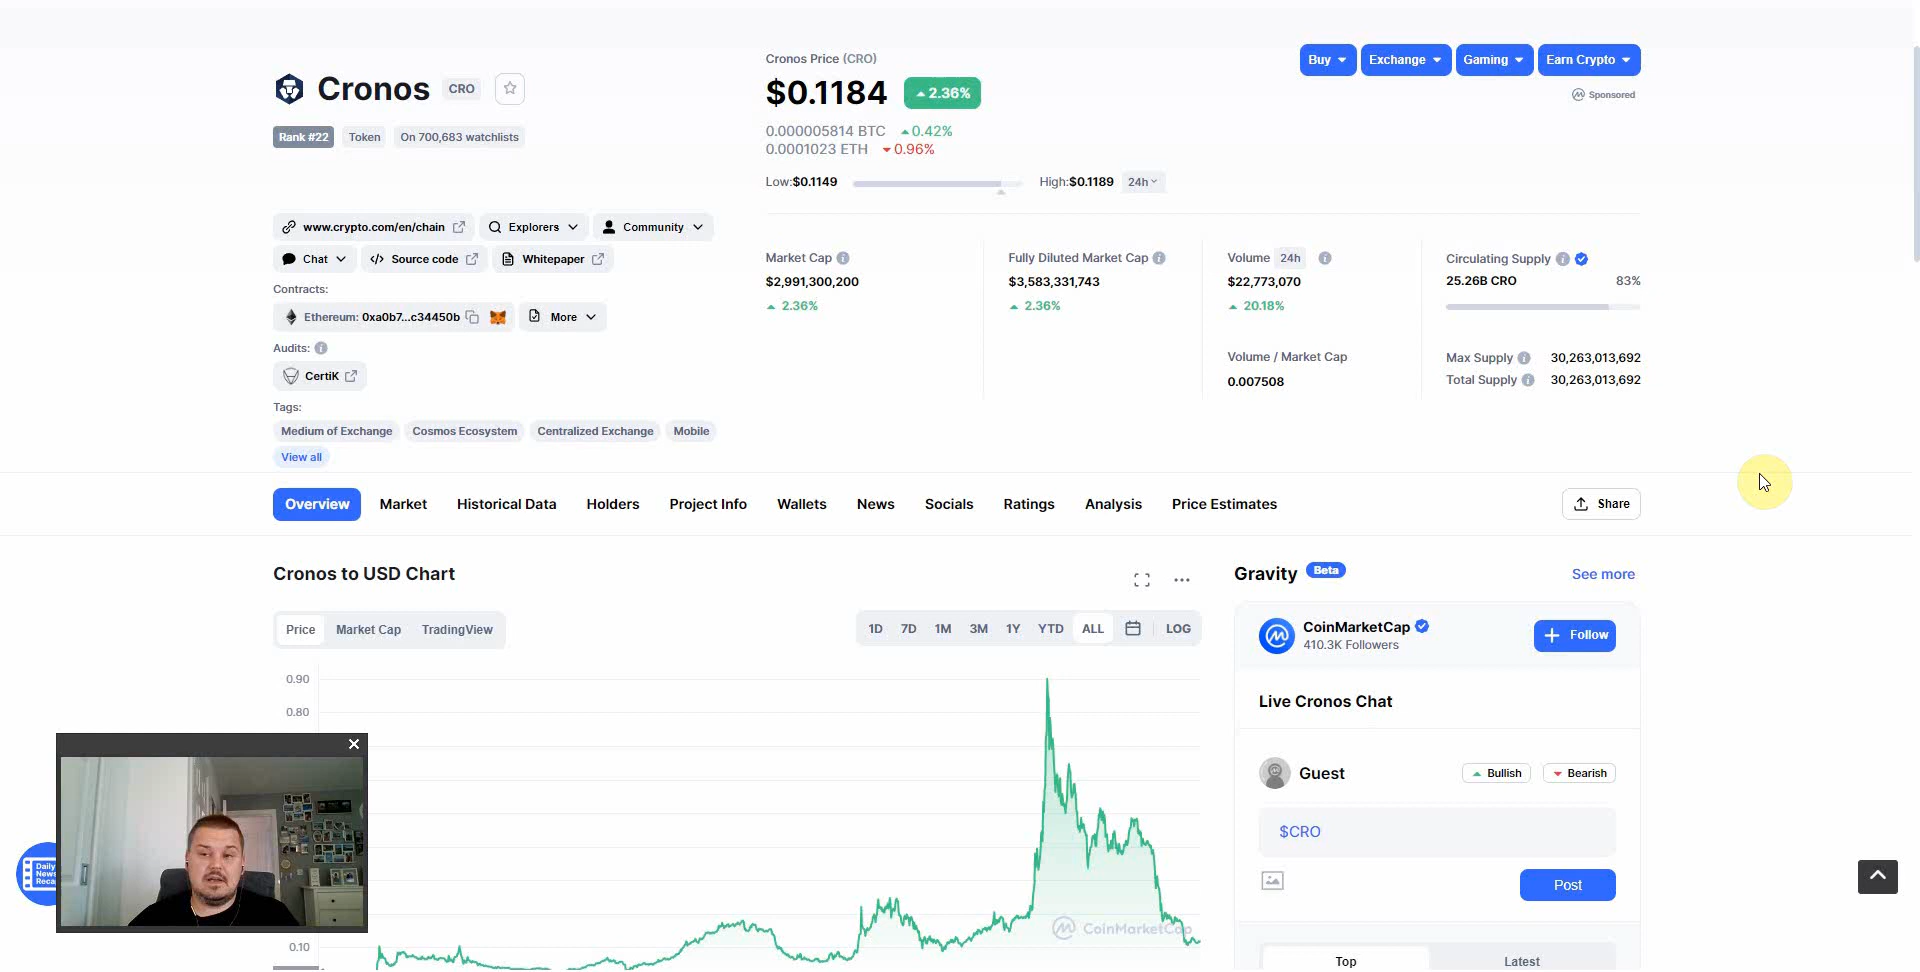 Cronos CRO
Rank #22 Token On 700,683 watchlists
Cronos Price (CRO)
$0.1184 2.36%
0.000005814 BTC 0.42%
0.0001023 ETH 0.96%
Low:$0.1149 High:$0.1189 24h
Buy Exchange Gaming Earn Crypto
Sponsored
www.crypto.com/en/chain Explorers Community
Chat Source code Whitepaper
Contracts:
Ethereum: 0xa0b7...c34450b More
Audits:
CertiK
Tags:
Medium of Exchange Cosmos Ecosystem Centralized Exchange Mobile
View all
Market Cap
$2,991,300,200
2.36%
Fully Diluted Market Cap
$3,583,331,743
2.36%
Volume 24h
$22,773,070
20.18%
Volume / Market Cap
0.007508
Circulating Supply
25.26B CRO 83%
Max Supply 30,263,013,692
Total Supply 30,263,013,692
Overview Market Historical Data Holders Project Info Wallets News Socials Ratings Analysis Price Estimates Share
Cronos to USD Chart
Price Market Cap TradingView
1D 7D 1M 3M 1Y YTD ALL LOG
0.90
0.80
0.10
CoinMarketCap
Daily
News
Recap
Gravity Beta See more
CoinMarketCap
410.3K Followers
Follow
Live Cronos Chat
Guest Bullish Bearish
$CRO
Post
Top Latest